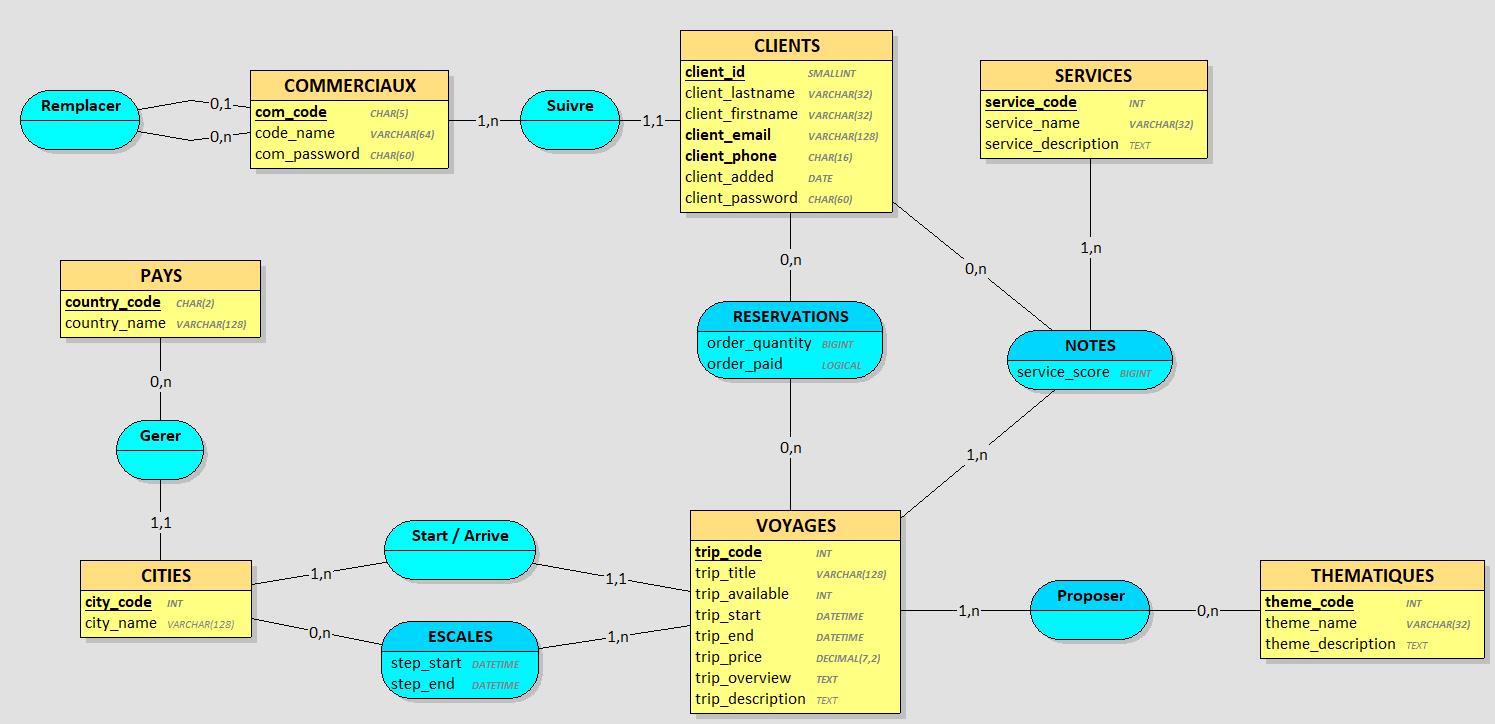 Remplacer
0,1
0,n
COMMERCIAUX
com_code CHAR(5)
code_name VARCHAR(64)
com_password CHAR(60)
1,n
Suivre
1,1
CLIENTS
client_id SMALLINT
client_lastname VARCHAR(32)
client_firstname VARCHAR(32)
client_email VARCHAR(128)
client_phone CHAR(16)
client_added DATE
client_password CHAR(60)
SERVICES
service_code INT
service_name VARCHAR(32)
service_description TEXT
0,n
0,n
1,n
PAYS
country_code CHAR(2)
country_name VARCHAR(128)
0,n
Gerer
1,1
RESERVATIONS
order_quantity BIGINT
order_paid LOGICAL
0,n
NOTES
service_score BIGINT
1,n
CITIES
city_code INT
city_name VARCHAR(128)
1,n
Start / Arrive
1,1
0,n
ESCALES
step_start DATETIME
step_end DATETIME
1,n
VOYAGES
trip_code INT
trip_title VARCHAR(128)
trip_available INT
trip_start DATETIME
trip_end DATETIME
trip_price DECIMAL(7,2)
trip_overview TEXT
trip_description TEXT
1,n
Proposer
0,n
THEMATIQUES
theme_code INT
theme_name VARCHAR(32)
theme_description TEXT